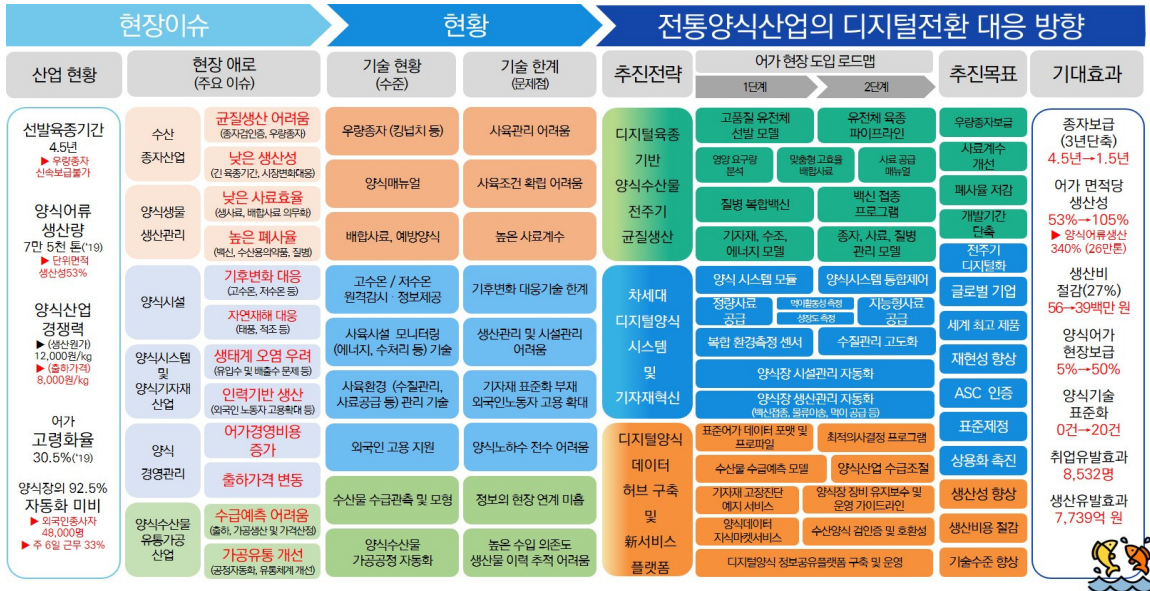 현장이슈
현황
전통양식산업의 디지털전환 대응 방향
산업 현황
현장 애로
(주요 이슈)
기술 현황
(수준)
기술 한계
(문제점)
추진전략
어가 현장 도입 로드맵
1단계
2단계
추진목표
기대효과
선발육종기간
4.5년
▶ 우량종자
신속보급불가
양식어류
생산량
7만 5천 톤('19)
▶ 단위면적
생산성53%
양식산업
경쟁력
▶ (생산원가)
12,000원/kg
▶ (출하가격)
8,000원/kg
어가
고령화율
30.5%('19)
양식장의 92.5%
자동화 미비
▶ 외국인종사자
48,000명
▶ 주 6일 근무 33%
수산
종자산업
양식생물
생산관리
양식시설
양식시스템
및
양식기자재
산업
양식
경영관리
양식수산물
유통가공
산업
균질생산 어려움
(종자검인증, 우량종자)
낮은 생산성
(긴 육종기간, 시장변화대응)
낮은 사료효율
(생사료, 배합사료 의무화)
높은 폐사율
(백신, 수산용의약품, 질병)
기후변화 대응
(고수온, 저수온 등)
자연재해 대응
(태풍, 적조 등)
생태계 오염 우려
(유입수 및 배출수 문제 등)
인력기반 생산
(외국인 노동자 고용확대 등)
어가경영비용
증가
출하가격 변동
수급예측 어려움
(출하, 가공생산 및 가격산정)
가공유통 개선
(공정자동화, 유통체계 개선)
우량종자 (킹넙치 등)
양식매뉴얼
배합사료, 예방양식
고수온 / 저수온
원격감시 · 정보제공
사육시설 모니터링
(에너지, 수처리 등) 기술
사육환경 (수질관리,
사료공급 등) 관리 기술
외국인 고용 지원
수산물 수급관측 및 모형
양식수산물
가공공정 자동화
사육관리 어려움
사육조건 확립 어려움
높은 사료계수
기후변화 대응기술 한계
생산관리 및 시설관리
어려움
기자재 표준화 부재
외국인노동자 고용 확대
양식노하수 전수 어려움
정보의 현장 연계 미흡
높은 수입 의존도
생산물 이력 추적 어려움
디지털육종
기반
양식수산물
전주기
균질생산
차세대
디지털양식
시스템
및
기자재혁신
디지털양식
데이터
허브 구축
및
新서비스
플랫폼
고품질 유전체
선발 모델
유전체 육종
파이프라인
영양 요구량
분석
맞춤형 고효율
배합사료
사료 공급
매뉴얼
질병 복합백신
백신 접종
프로그램
기자재, 수조,
에너지 모델
종자, 사료, 질병
관리 모델
양식 시스템 모듈
양식시스템 통합제어
정량사료
공급
먹이활동성 측정
성장도 측정
지능형사료
공급
복합 환경측정 센서
수질관리 고도화
양식장 시설관리 자동화
양식장 생산관리 자동화
(백신접종, 물류이송, 먹이 공급 등)
표준어가 데이터 포맷 및
프로파일
최적의사결정 프로그램
수산물 수급예측 모델
양식산업 수급조절
기자재 고장진단
예지 서비스
양식장 장비 유지보수 및
운영 가이드라인
양식데이터
지식마켓서비스
수산양식 검인증 및 호환성
디지털양식 정보공유플랫폼 구축 및 운영
우량종자보급
사료계수
개선
폐사율 저감
개발기간
단축
전주기
디지털화
글로벌 기업
세계 최고 제품
재현성 향상
ASC 인증
표준제정
상용화 촉진
생산성 향상
생산비용 절감
기술수준 향상
종자보급
(3년단축)
4.5년→1.5년
어가 면적당
생산성
53%→105%
▶ 양식어류생산
340% (26만톤)
생산비
절감(27%)
56→39백만 원
양식어가
현장보급
5%→50%
양식기술
표준화
0건→20건
취업유발효과
8,532명
생산유발효과
7,739억 원